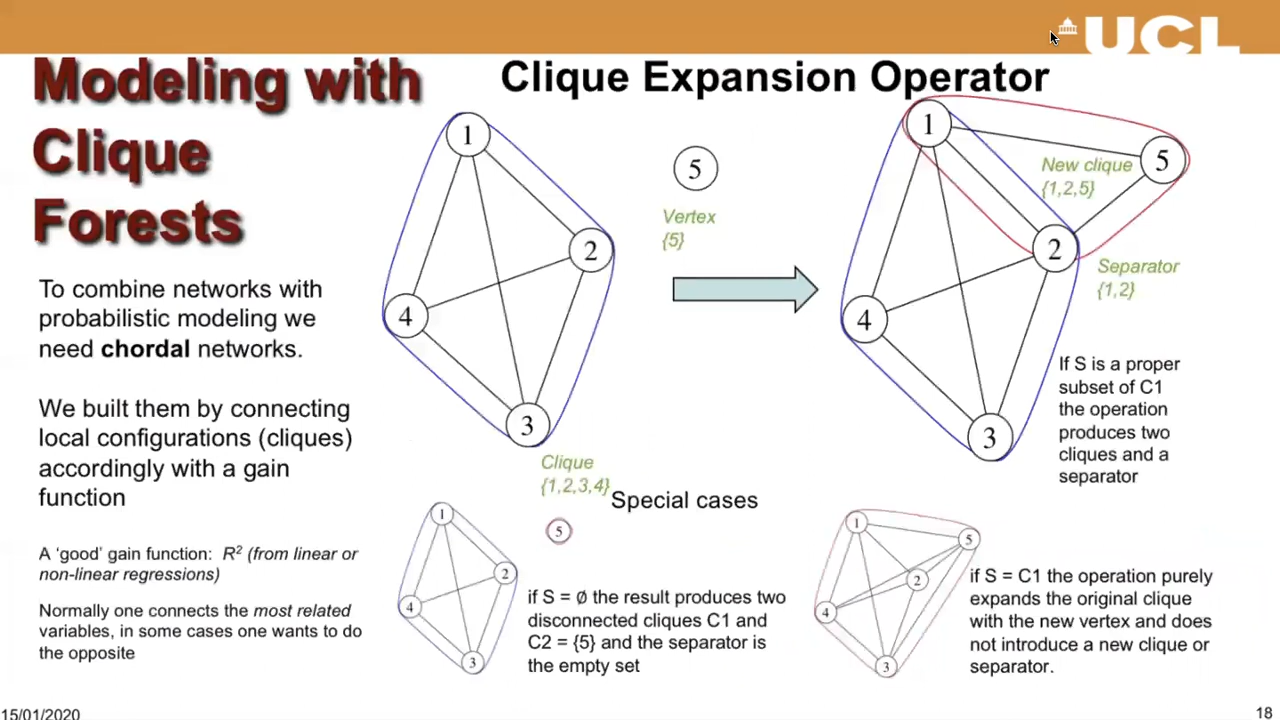 UCL
Modeling with
Clique
Forests
Clique Expansion Operator
To combine networks with
probabilistic modeling we
need chordal networks.
We built them by connecting
local configurations (cliques)
accordingly with a gain
function
A ‘good’ gain function: R² (from linear or
non-linear regressions)
Normally one connects the most related
variables, in some cases one wants to do
the opposite
1
2
4
3
Clique
{1,2,3,4}
5
Vertex
{5}
1
5
New clique
{1,2,5}
2
Separator
{1,2}
4
3
If S is a proper
subset of C1
the operation
produces two
cliques and a
separator
Special cases
1
5
2
4
3
if S = ∅ the result produces two
disconnected cliques C1 and
C2 = {5} and the separator is
the empty set
1
5
2
4
3
if S = C1 the operation purely
expands the original clique
with the new vertex and does
not introduce a new clique or
separator.
15/01/2020
18